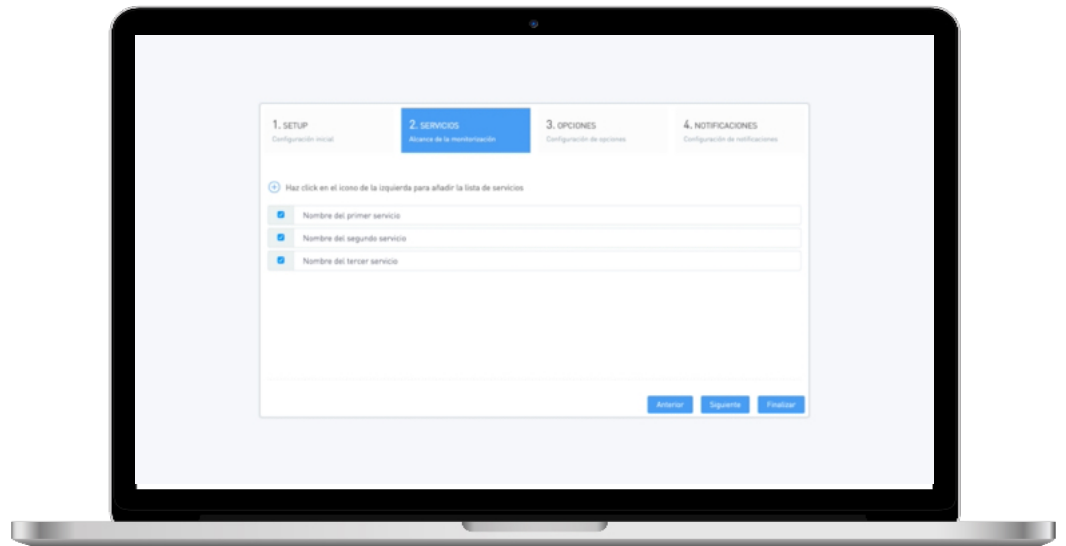 1. SETUP
Configuración inicial
2. SERVICIOS
Alcance de la monitorización
3. OPCIONES
Configuración de opciones
4. NOTIFICACIONES
Configuración de notificaciones
Haz click en el icono de la izquierda para añadir la lista de servicios
Nombre del primer servicio
Nombre del segundo servicio
Nombre del tercer servicio
Anterior
Siguiente
Finalizar